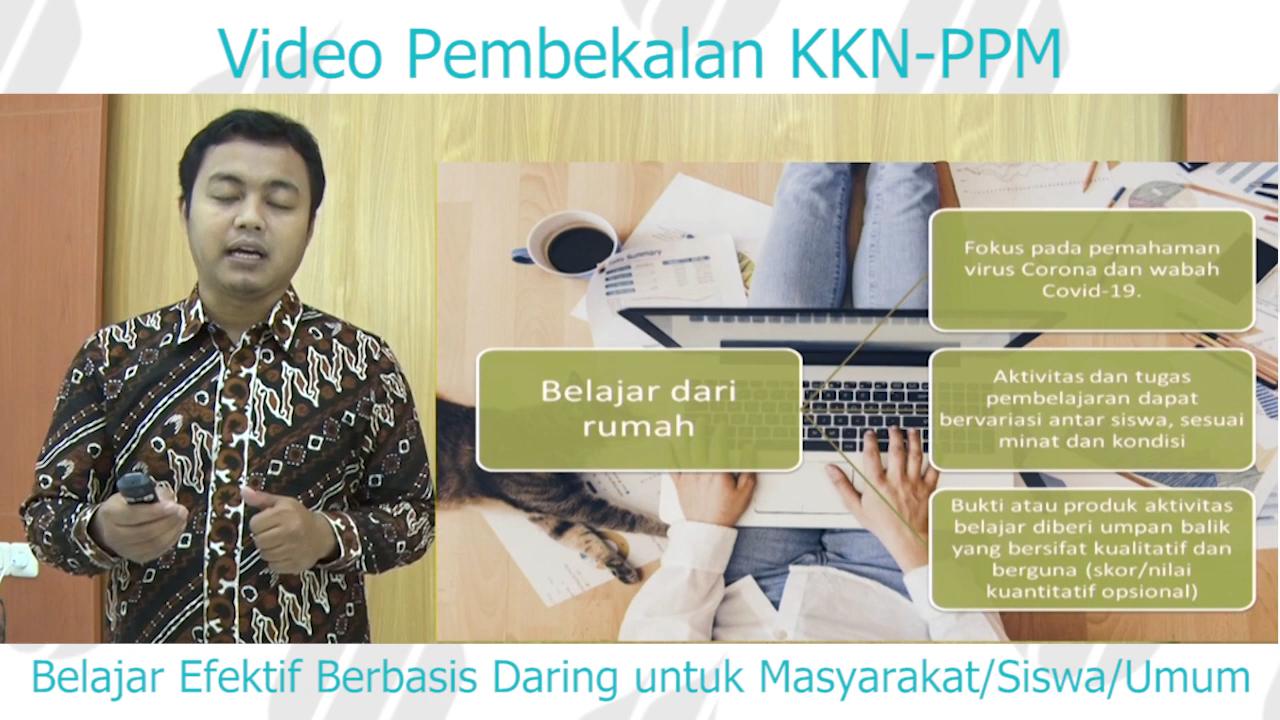 Video Pembekalan KKN-PPM
Belajar dari
rumah
Fokus pada pemahaman
virus Corona dan wabah
Covid-19.
Aktivitas dan tugas
pembelajaran dapat
bervariasi antar siswa, sesuai
minat dan kondisi
Bukti atau produk aktivitas
belajar diberi umpan balik
yang bersifat kualitatif dan
berguna (skor/nilai
kuantitatif opsional)
Belajar Efektif Berbasis Daring untuk Masyarakat/Siswa/Umum